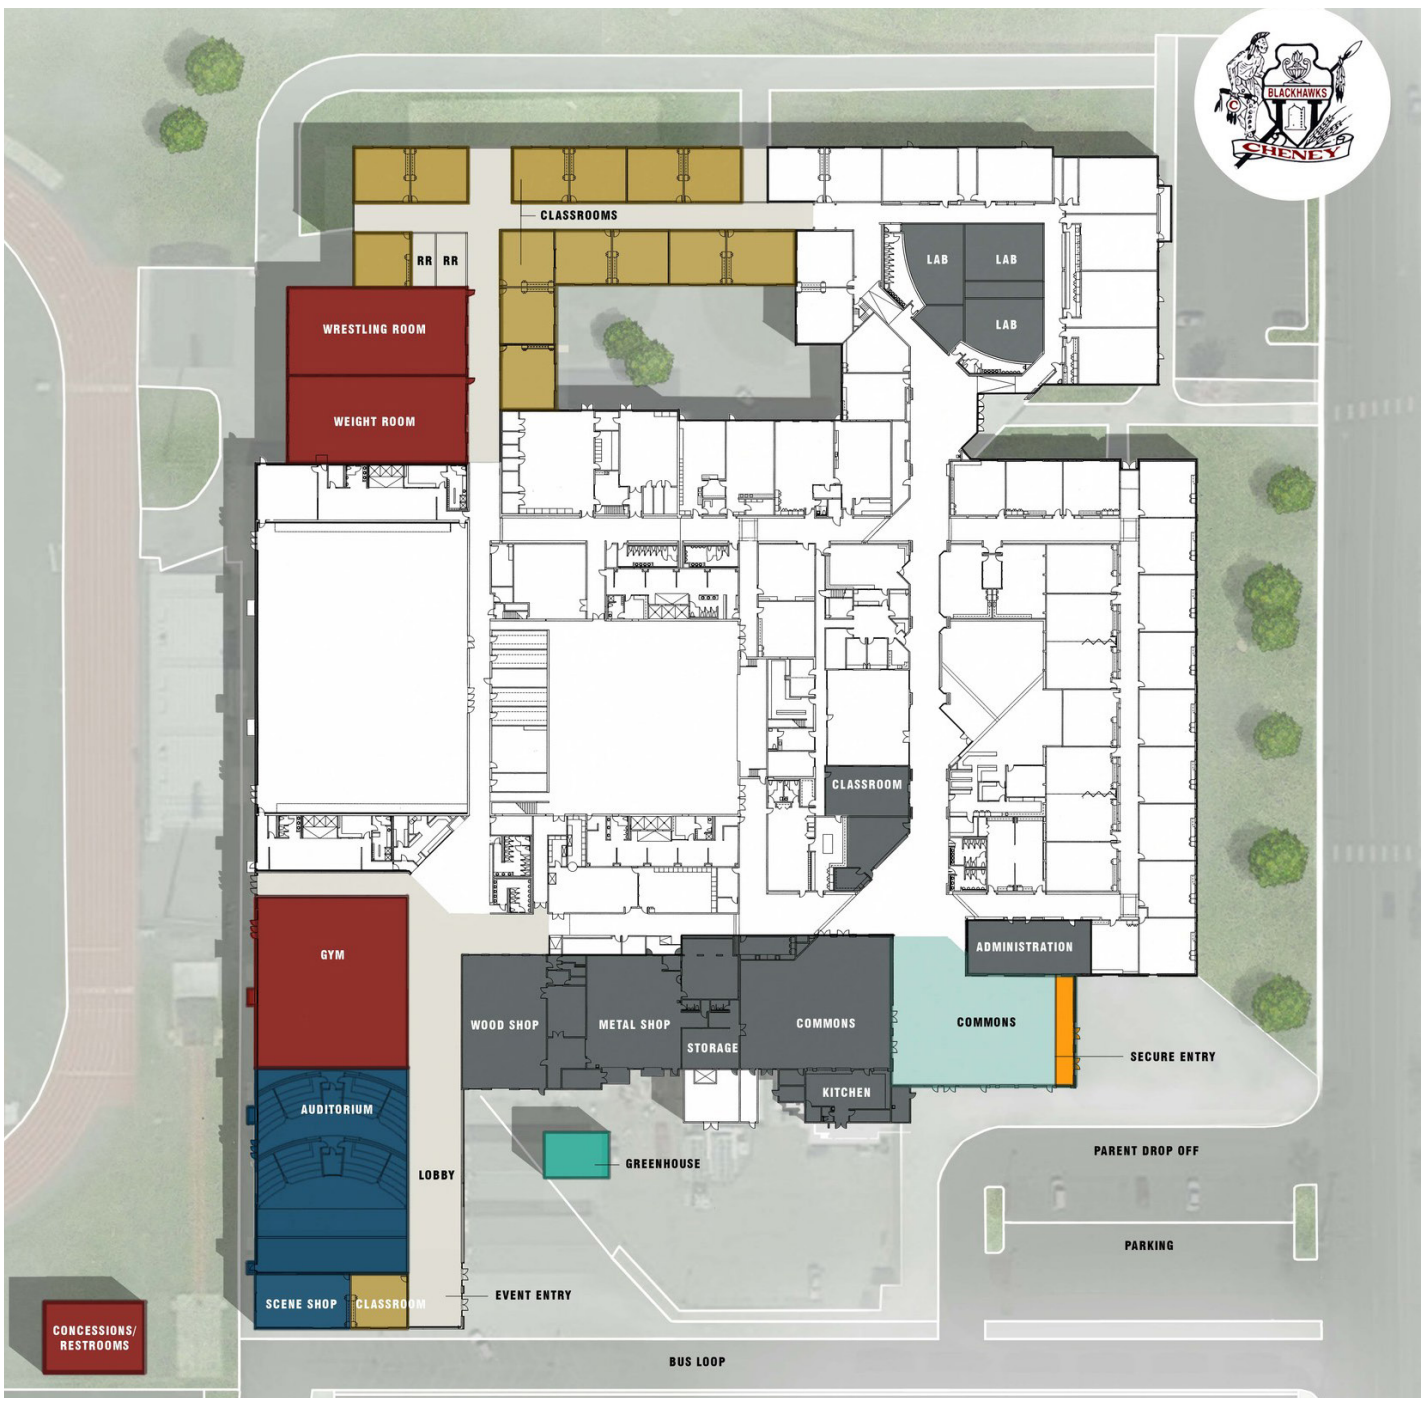 BLACKHAWKS
C
CHENEY
CLASSROOMS
RR
RR
LAB
LAB
LAB
WRESTLING ROOM
WEIGHT ROOM
CLASSROOM
GYM
ADMINISTRATION
WOOD SHOP
METAL SHOP
STORAGE
COMMONS
COMMONS
SECURE ENTRY
KITCHEN
AUDITORIUM
LOBBY
GREENHOUSE
PARENT DROP OFF
PARKING
SCENE SHOP
CLASSROOM
EVENT ENTRY
CONCESSIONS/
RESTROOMS
BUS LOOP